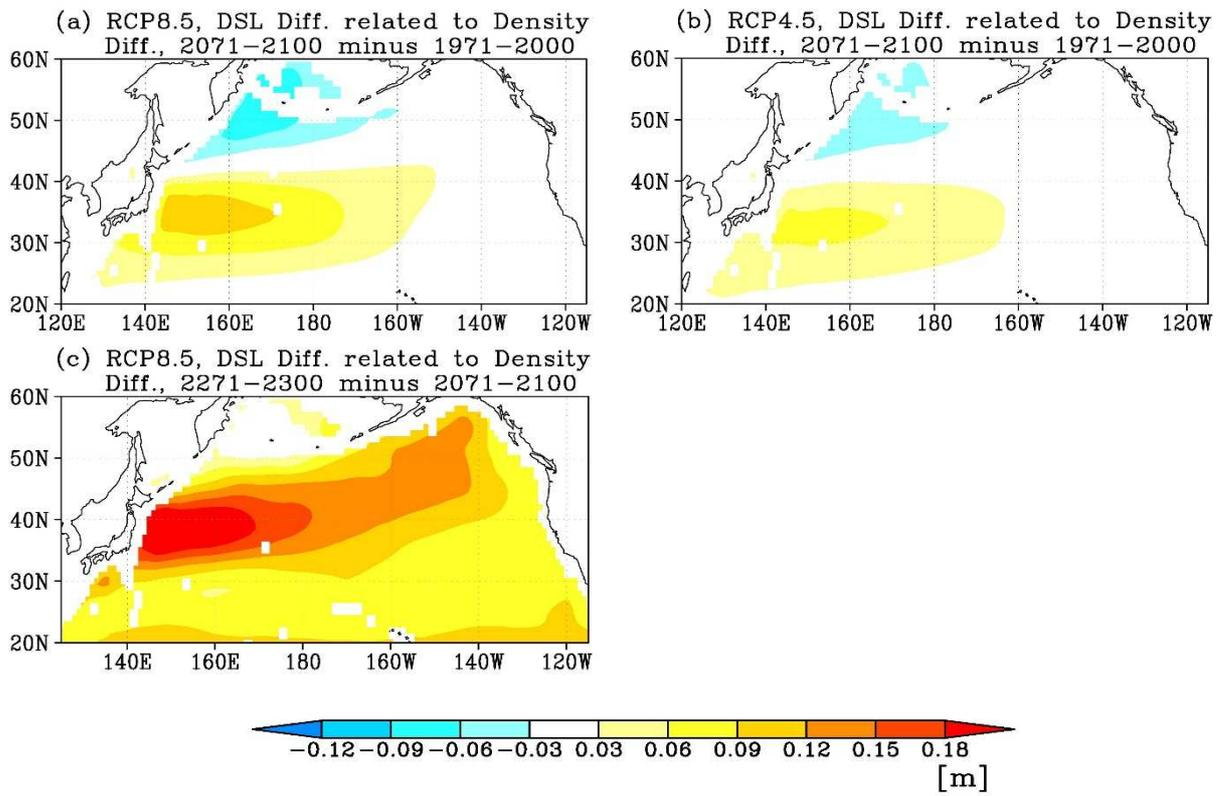 (a) RCP8.5, DSL Diff. related to Density
Diff., 2071−2100 minus 1971−2000
60N
50N
40N
30N
20N
120E 140E 160E 180 160W 140W 120W
(b) RCP4.5, DSL Diff. related to Density
Diff., 2071−2100 minus 1971−2000
60N
50N
40N
30N
20N
120E 140E 160E 180 160W 140W 120W
(c) RCP8.5, DSL Diff. related to Density
Diff., 2271−2300 minus 2071−2100
60N
50N
40N
30N
20N
140E 160E 180 160W 140W 120W
−0.12 −0.09 −0.06 −0.03 0.03 0.06 0.09 0.12 0.15 0.18
[m]